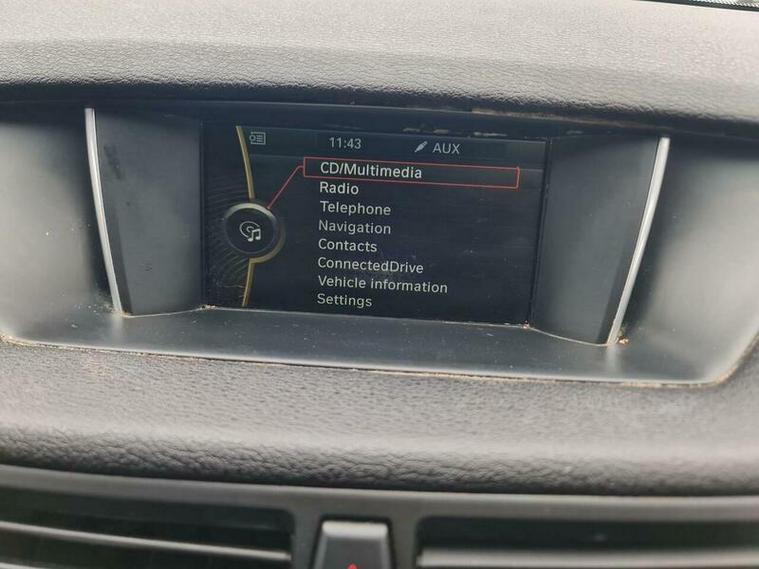 11:43 AUX
CD/Multimedia
Radio
Telephone
Navigation
Contacts
ConnectedDrive
Vehicle information
Settings